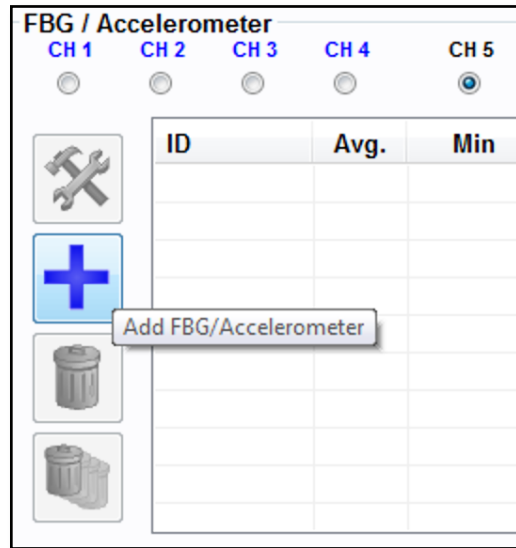 FBG / Accelerometer
CH 1 CH 2 CH 3 CH 4 CH 5
ID Avg. Min
Add FBG/Accelerometer